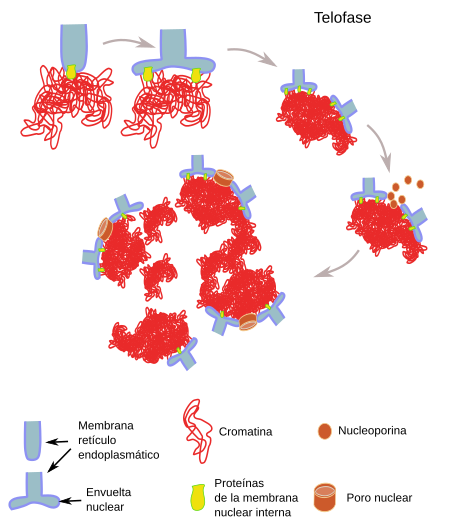 Telofase
Membrana
retículo
endoplasmático
Envuelta
nuclear
Cromatina
Proteínas
de la membrana
nuclear interna
Nucleoporina
Poro nuclear